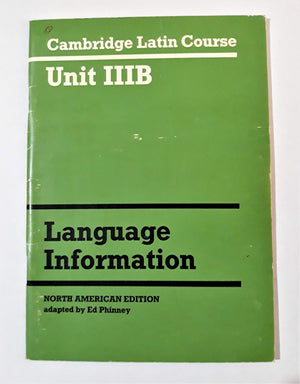 Cambridge Latin Course
Unit IIIB
Language
Information
NORTH AMERICAN EDITION
adapted by Ed Phinney